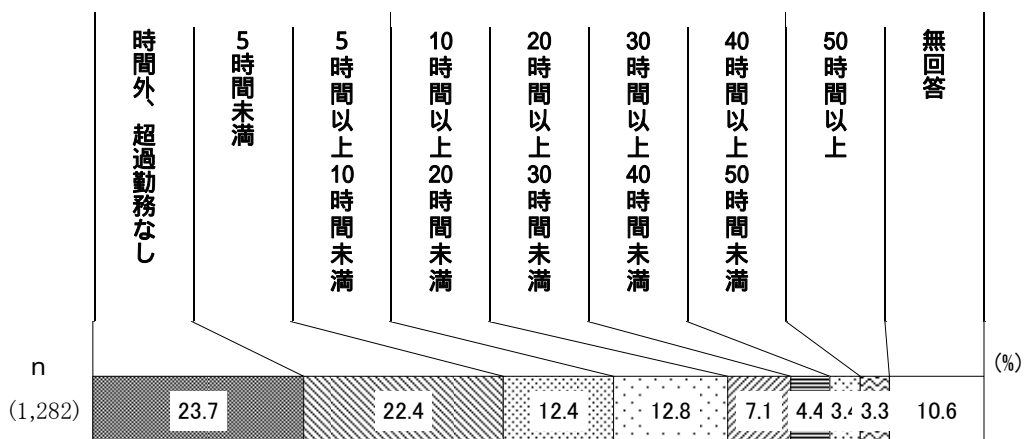 時間外、超過勤務なし
5時間未満
5時間以上10時間未満
10時間以上20時間未満
20時間以上30時間未満
30時間以上40時間未満
40時間以上50時間未満
50時間以上
無回答
(%)
n
(1,282)
23.7
22.4
12.4
12.8
7.1
4.4
3.4
3.3
10.6